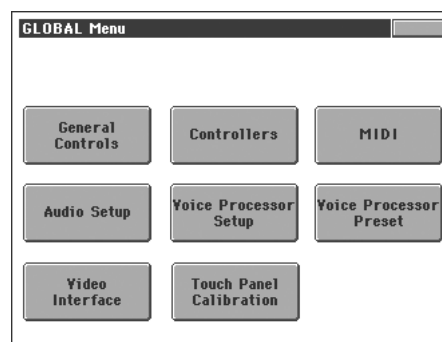 GLOBAL Menu
General
Controls
Controllers
MIDI
Audio Setup
Voice Processor
Setup
Voice Processor
Preset
Video
Interface
Touch Panel
Calibration